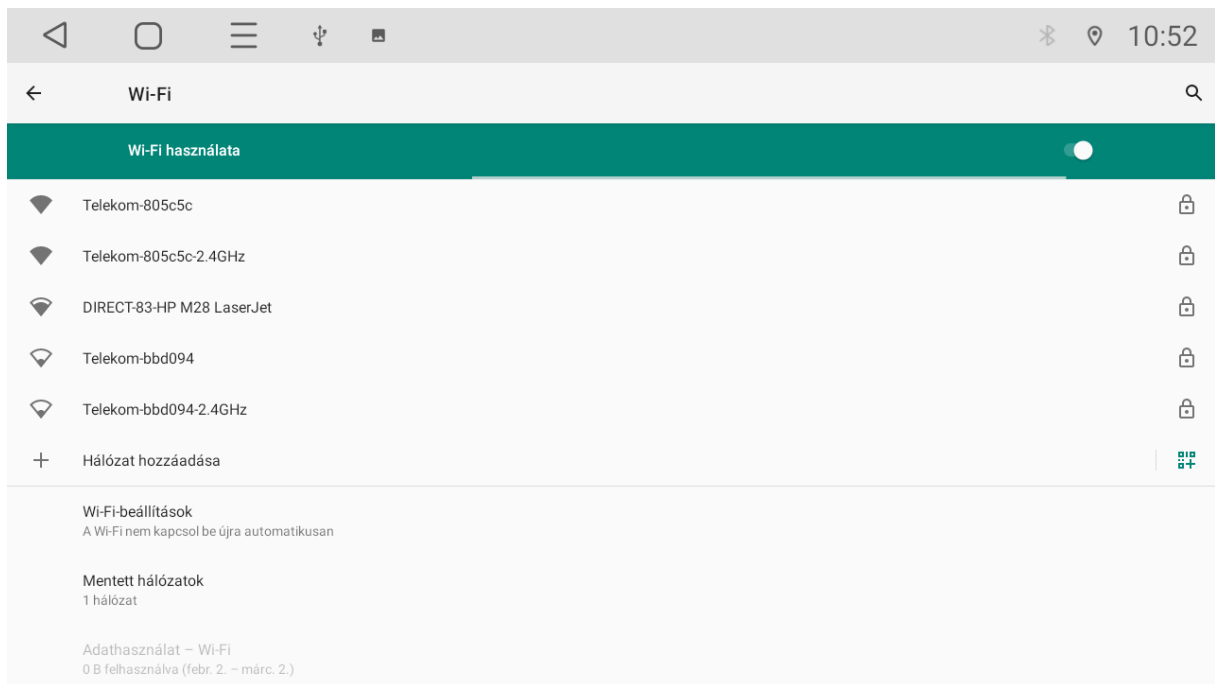 10:52
Wi-Fi
Wi-Fi használata
Telekom-805c5c
Telekom-805c5c-2.4GHz
DIRECT-83-HP M28 LaserJet
Telekom-bbd094
Telekom-bbd094-2.4GHz
Hálózat hozzáadása
Wi-Fi-beállítások
A Wi-Fi nem kapcsol be újra automatikusan
Mentett hálózatok
1 hálózat
Adathasználat – Wi-Fi
0 B felhasználva (febr. 2. – márc. 2.)